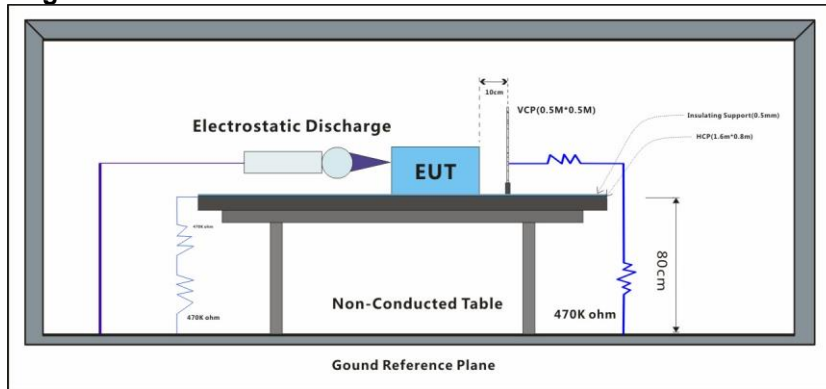 10cm
VCP(0.5M*0.5M)
Insulating Support(0.5mm)
Electrostatic Discharge
HCP(1.6m*0.8m)
EUT
470K ohm
80cm
Non-Conducted Table
470K ohm
470K ohm
Gound Reference Plane